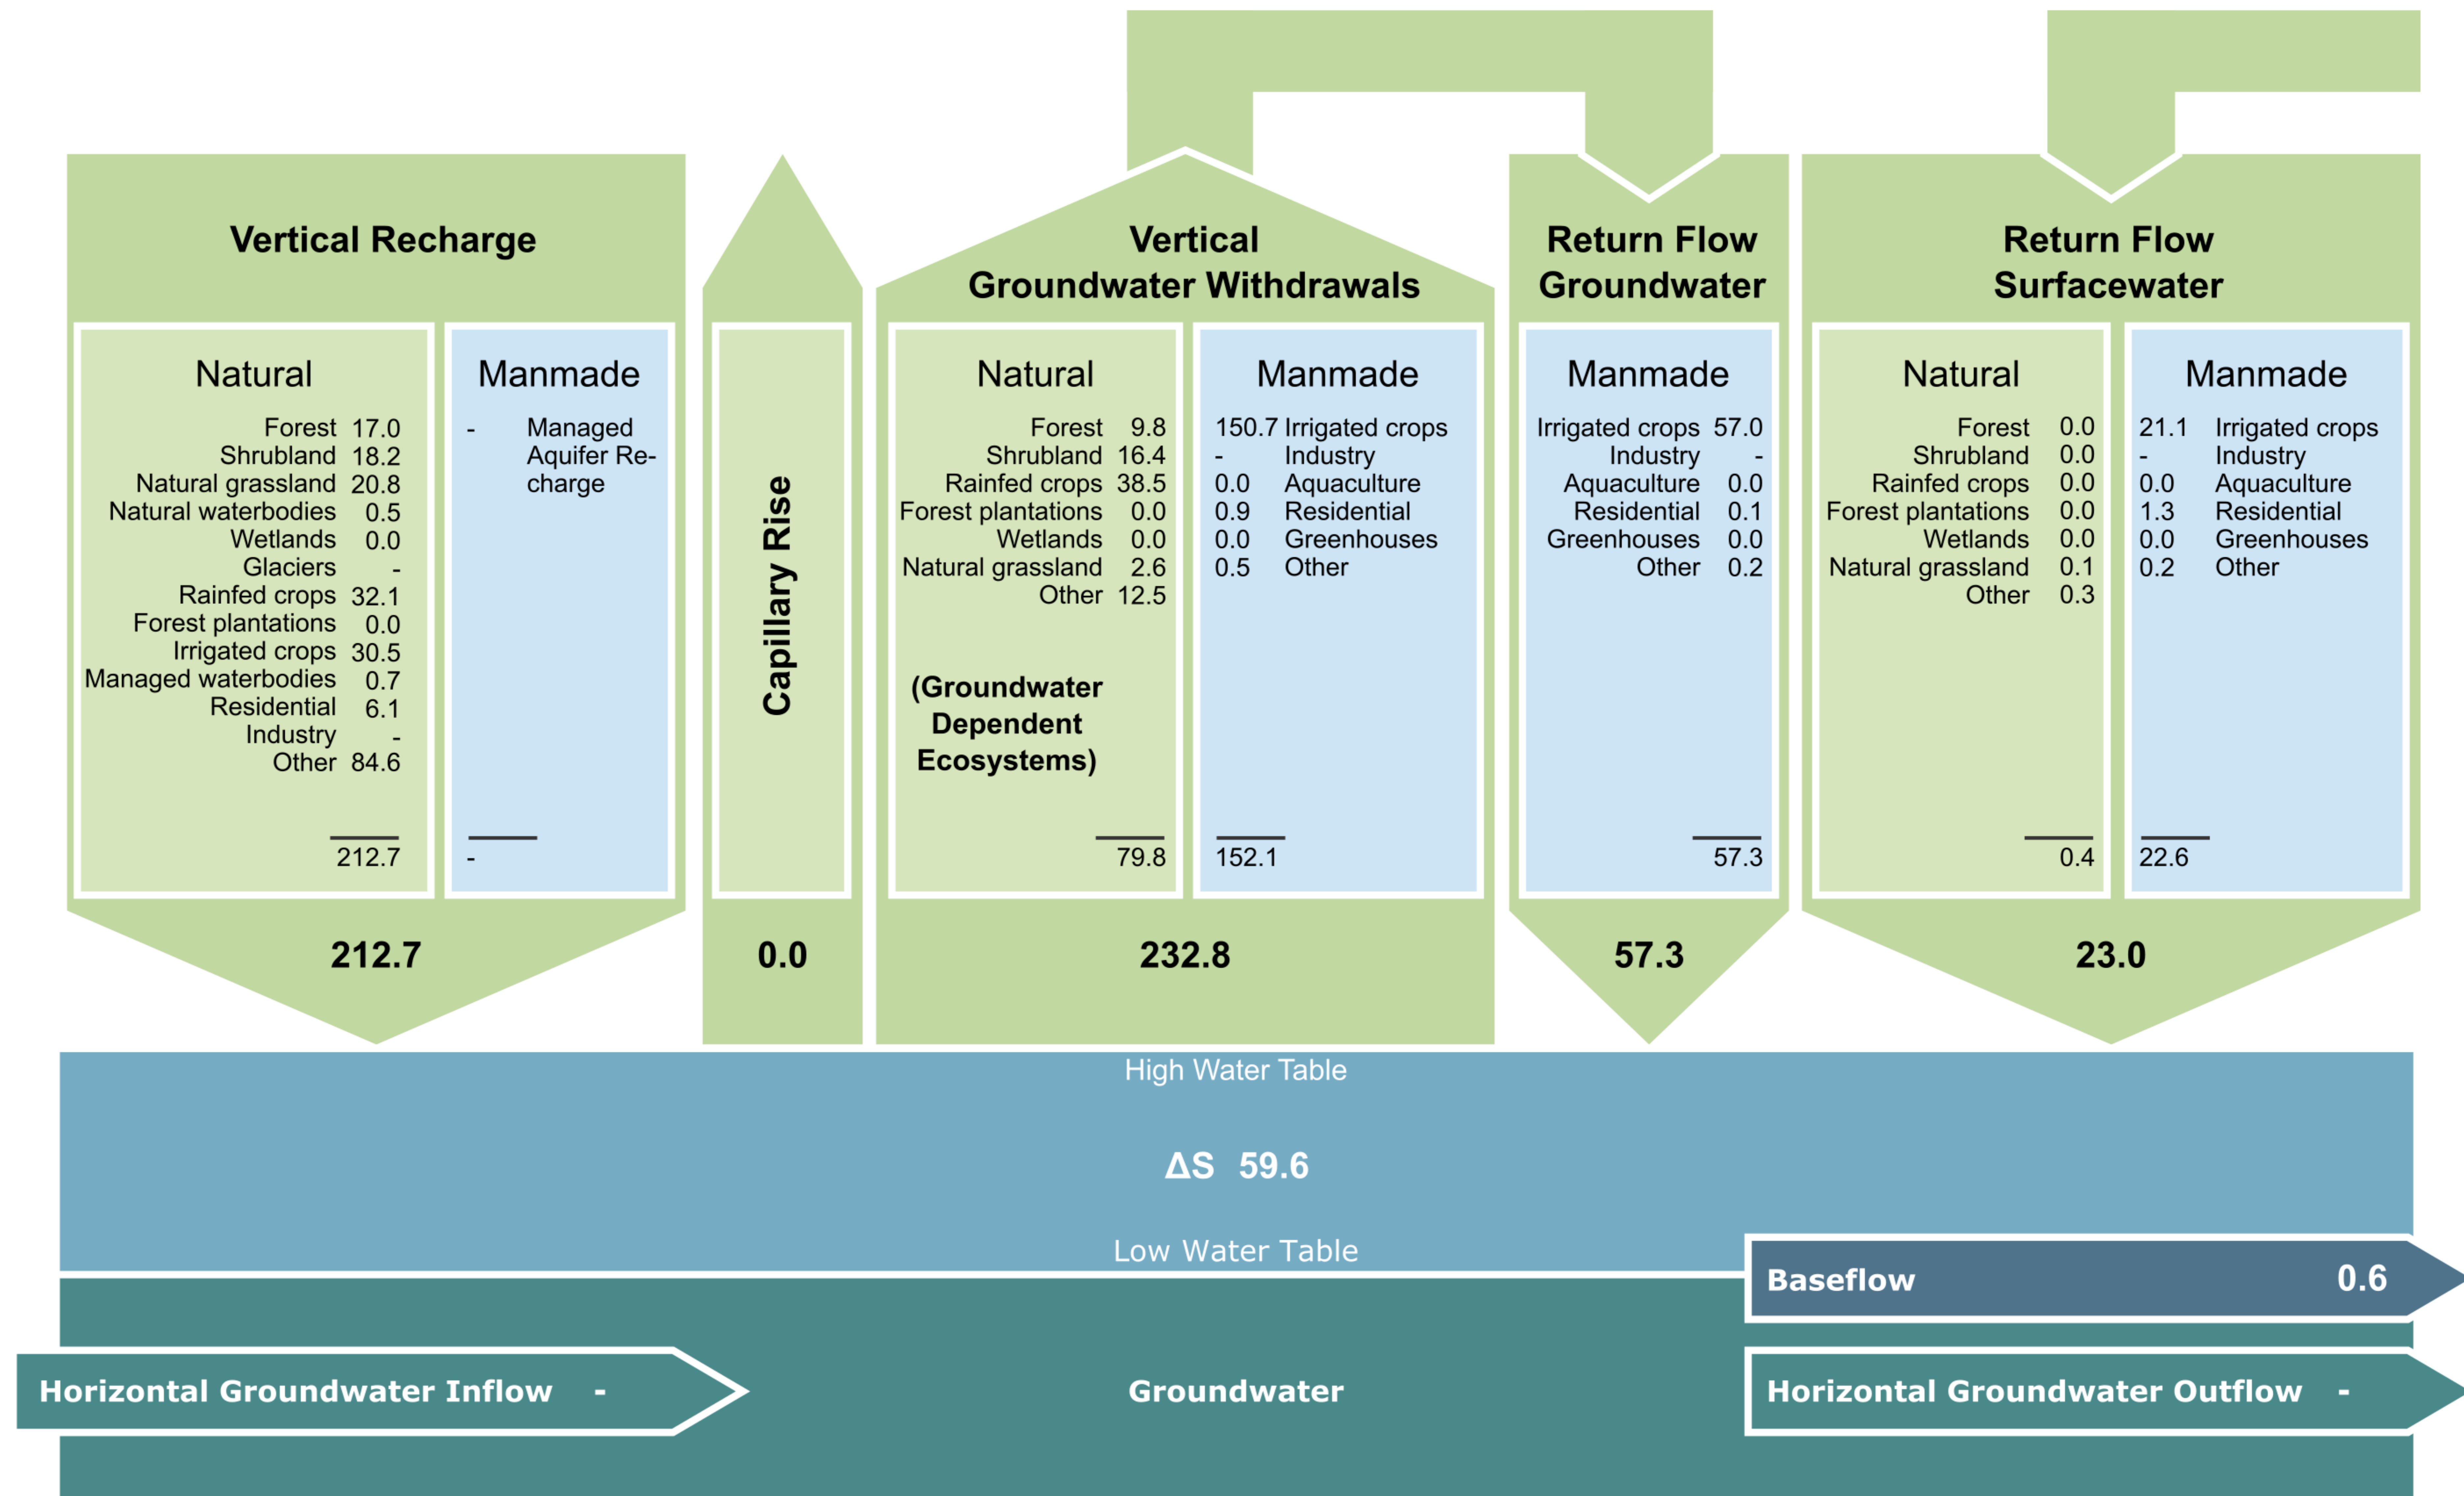 Vertical Recharge
Natural
Forest 17.0
Shrubland 18.2
Natural grassland 20.8
Natural waterbodies 0.5
Wetlands 0.0
Glaciers -
Rainfed crops 32.1
Forest plantations 0.0
Irrigated crops 30.5
Managed waterbodies 0.7
Residential 6.1
Industry -
Other 84.6
212.7
Manmade
- Managed
Aquifer Re-
charge
-
212.7
Capillary Rise
0.0
Vertical
Groundwater Withdrawals
Natural
Forest 9.8
Shrubland 16.4
Rainfed crops 38.5
Forest plantations 0.0
Wetlands 0.0
Natural grassland 2.6
Other 12.5
(Groundwater
Dependent
Ecosystems)
79.8
Manmade
150.7 Irrigated crops
- Industry
0.0 Aquaculture
0.9 Residential
0.0 Greenhouses
0.5 Other
152.1
232.8
Return Flow
Groundwater
Manmade
Irrigated crops 57.0
Industry -
Aquaculture 0.0
Residential 0.1
Greenhouses 0.0
Other 0.2
57.3
57.3
Return Flow
Surfacewater
Natural
Forest 0.0
Shrubland 0.0
Rainfed crops 0.0
Forest plantations 0.0
Wetlands 0.0
Natural grassland 0.1
Other 0.3
0.4
Manmade
21.1 Irrigated crops
- Industry
0.0 Aquaculture
1.3 Residential
0.0 Greenhouses
0.2 Other
22.6
23.0
High Water Table
ΔS 59.6
Low Water Table
Baseflow 0.6
Horizontal Groundwater Inflow -
Groundwater
Horizontal Groundwater Outflow -